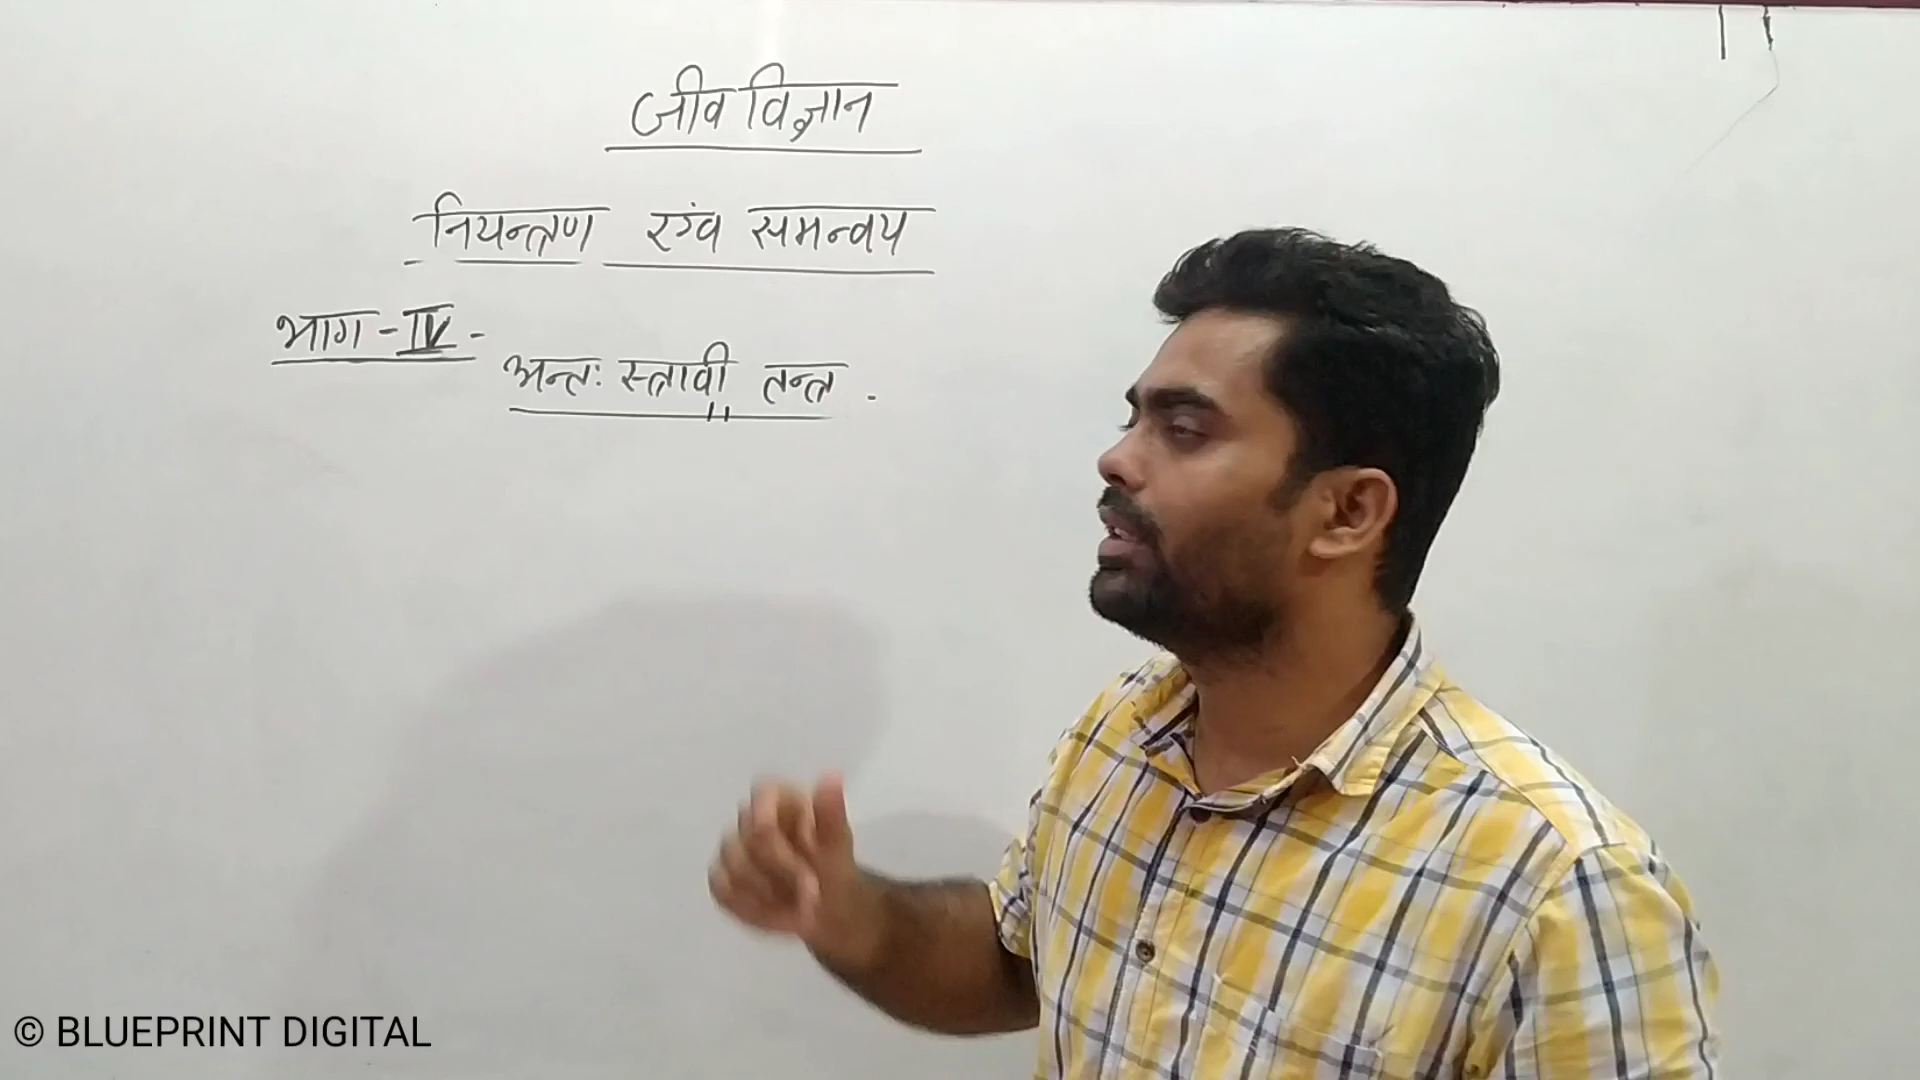 जीव विज्ञान
नियन्त्रण एवं समन्वय
भाग - IV -
अन्तः स्त्रावी तन्त्र .
© BLUEPRINT DIGITAL